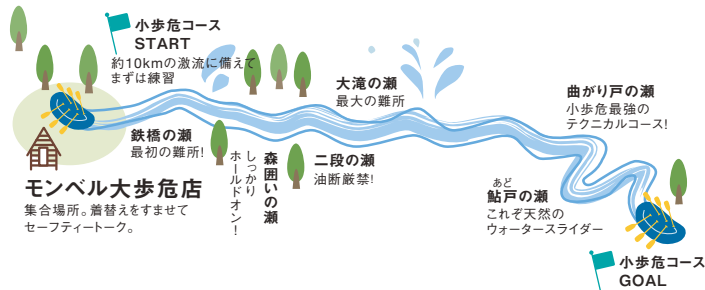 小歩危コース
START
約10kmの激流に備えて
まずは練習
鉄橋の瀬
最初の難所!
モンベル大歩危店
集合場所。着替えをすませて
セーフティートーク。
森囲いの瀬
しっかり
ホールドオン!
大滝の瀬
最大の難所
二段の瀬
油断厳禁!
曲がり戸の瀬
小歩危最強の
テクニカルコース!
あど
鮎戸の瀬
これぞ天然の
ウォータースライダー
小歩危コース
GOAL